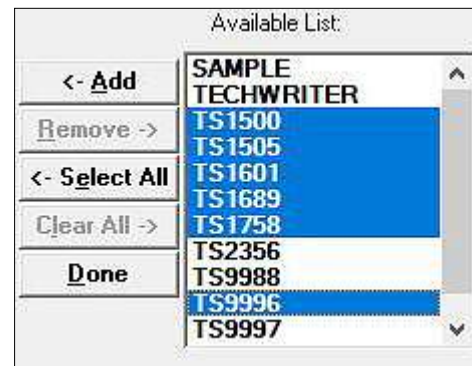 Available List:
<- Add
Remove ->
<- Select All
Clear All ->
Done
SAMPLE
TECHWRITER
TS1500
TS1505
TS1601
TS1689
TS1758
TS2356
TS9988
TS9996
TS9997